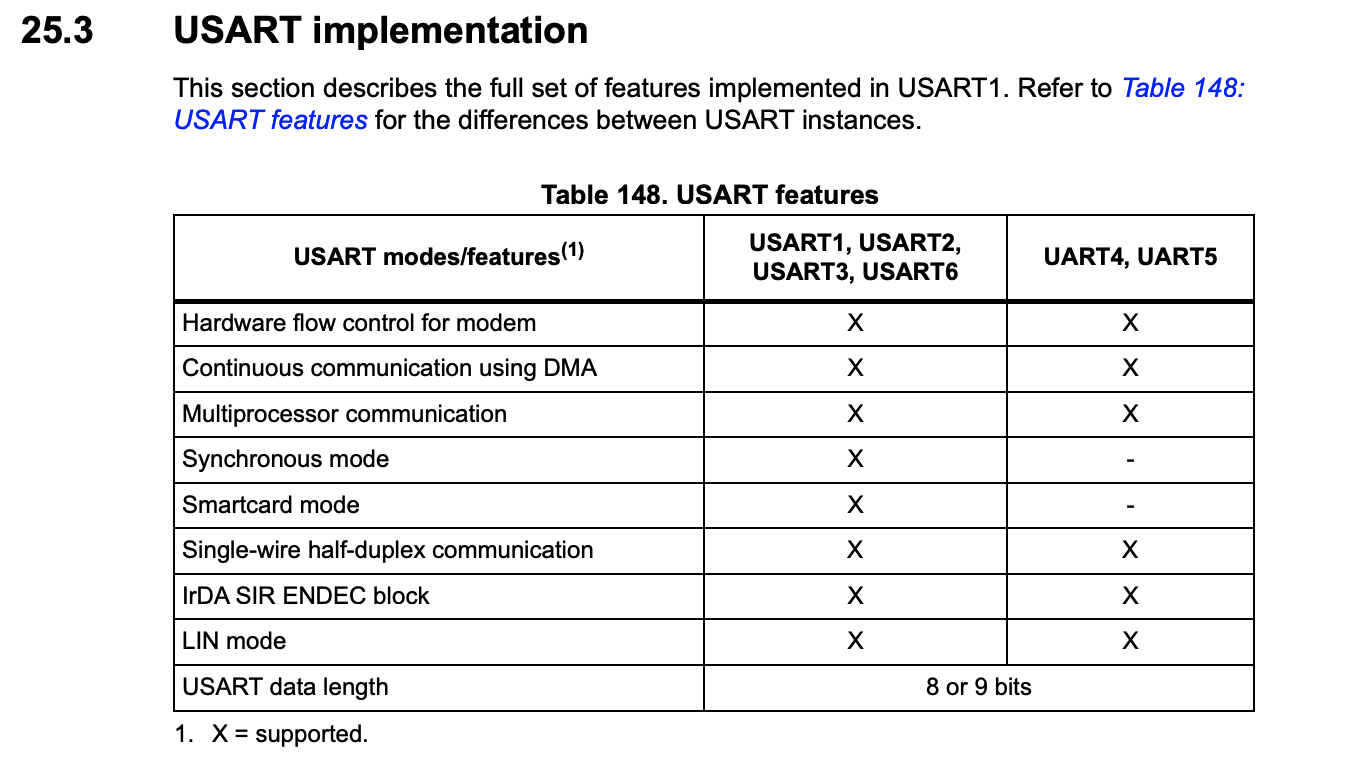 25.3 USART implementation
This section describes the full set of features implemented in USART1. Refer to Table 148:
USART features for the differences between USART instances.
Table 148. USART features
USART modes/features(1) USART1, USART2, USART3, USART6 UART4, UART5
Hardware flow control for modem X X
Continuous communication using DMA X X
Multiprocessor communication X X
Synchronous mode X -
Smartcard mode X -
Single-wire half-duplex communication X X
IrDA SIR ENDEC block X X
LIN mode X X
USART data length 8 or 9 bits
1. X = supported.